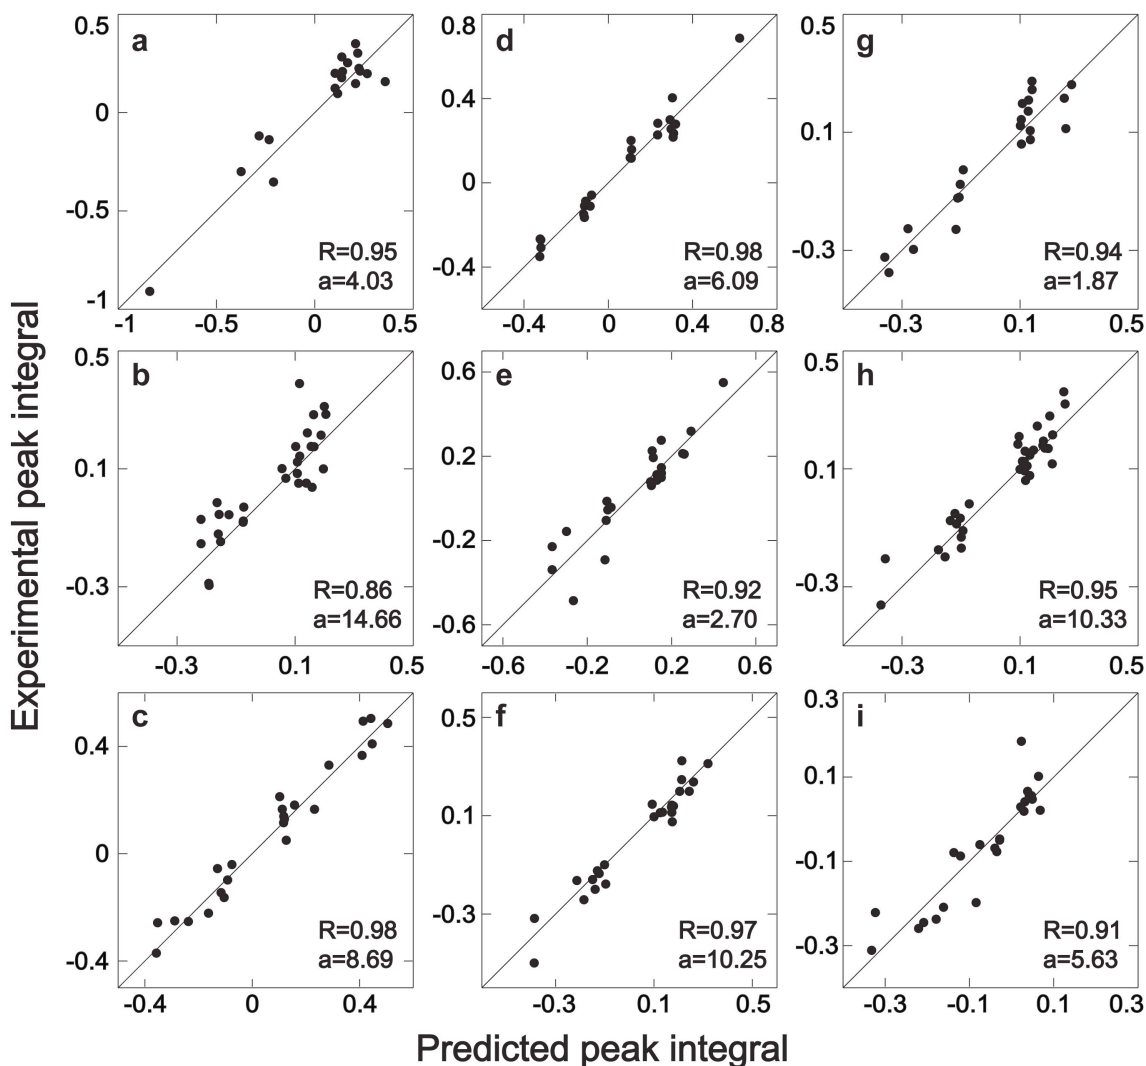 Experimental peak integral
a
0.5
0
-0.5
-1
-1 -0.5 0 0.5
R=0.95
a=4.03
d
0.8
0.4
0
-0.4
-0.4 0 0.4 0.8
R=0.98
a=6.09
g
0.5
0.1
-0.3
-0.3 0.1 0.5
R=0.94
a=1.87
b
0.5
0.1
-0.3
-0.3 0.1 0.5
R=0.86
a=14.66
e
0.6
0.2
-0.2
-0.6
-0.6 -0.2 0.2 0.6
R=0.92
a=2.70
h
0.5
0.1
-0.3
-0.3 0.1 0.5
R=0.95
a=10.33
c
0.4
0
-0.4
-0.4 0 0.4
R=0.98
a=8.69
f
0.5
0.1
-0.3
-0.3 0.1 0.5
R=0.97
a=10.25
i
0.3
0.1
-0.1
-0.3
-0.3 -0.1 0.1 0.3
R=0.91
a=5.63
Predicted peak integral